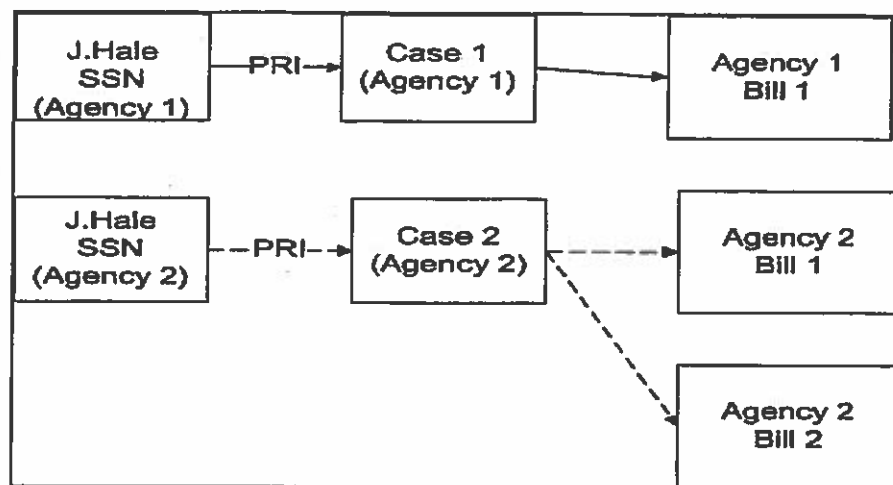 J.Hale
SSN
(Agency 1)
PRI
Case 1
(Agency 1)
Agency 1
Bill 1
J.Hale
SSN
(Agency 2)
PRI
Case 2
(Agency 2)
Agency 2
Bill 1
Agency 2
Bill 2